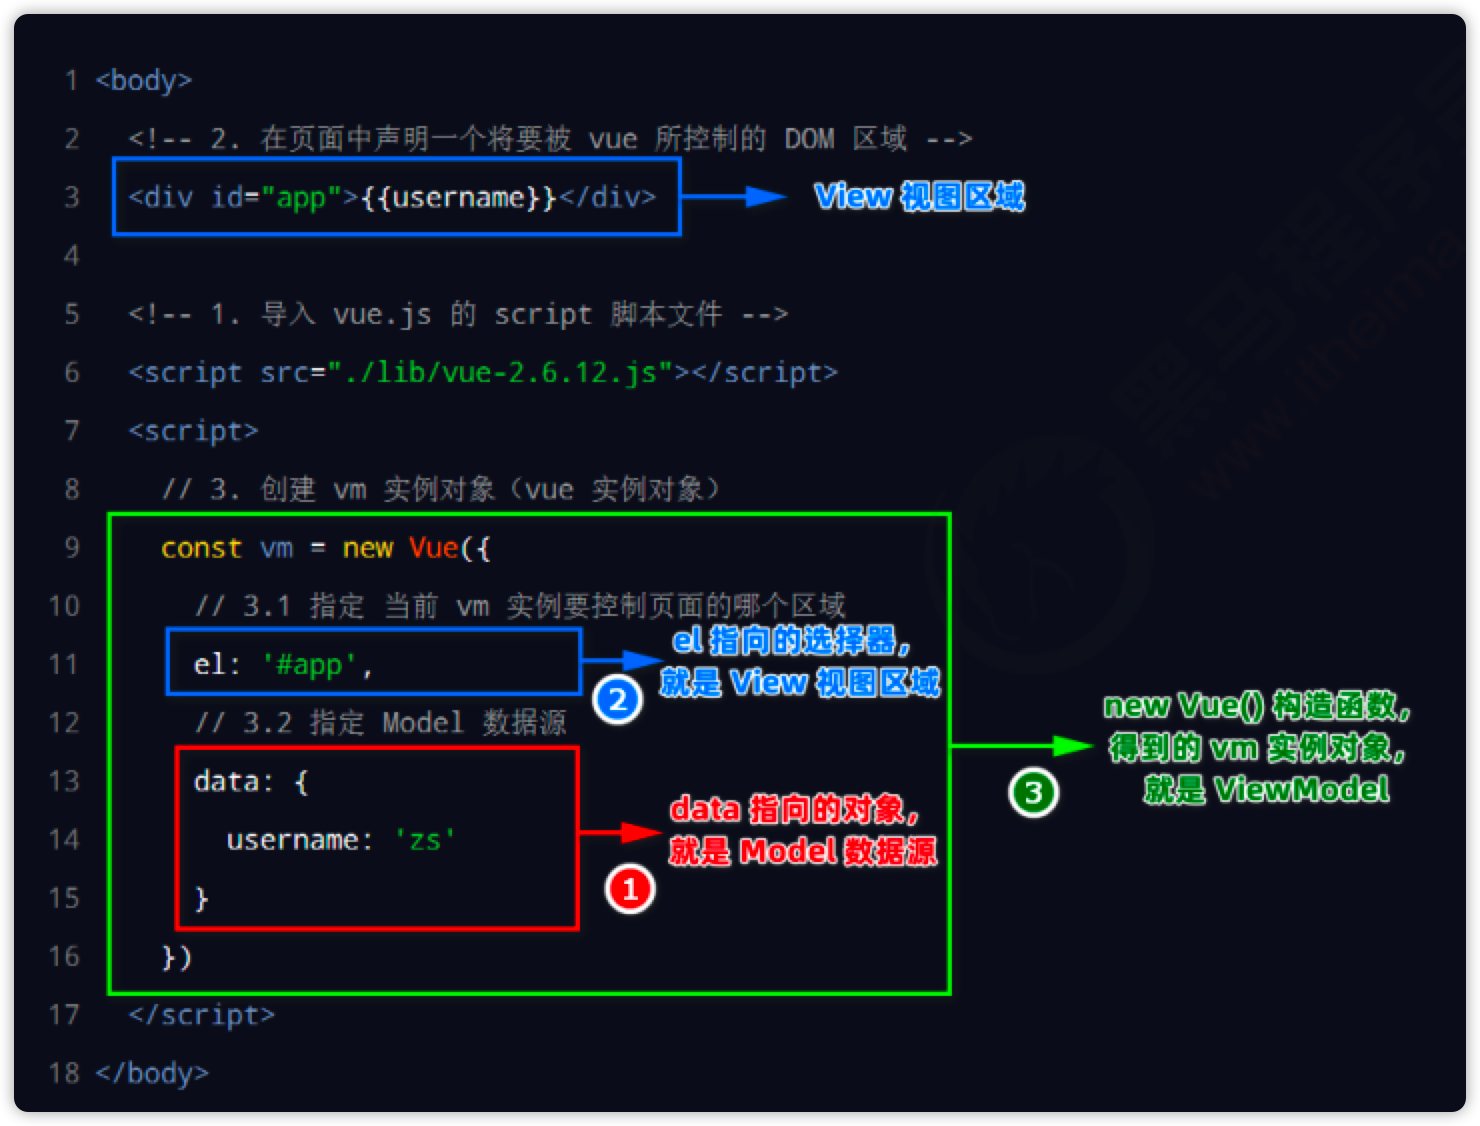 1 <body>
2 <!-- 2. 在页面中声明一个将要被 vue 所控制的 DOM 区域 -->
3 <div id="app">{{username}}</div>
View 视图区域
4
5 <!-- 1. 导入 vue.js 的 script 脚本文件 -->
6 <script src="./lib/vue-2.6.12.js"></script>
7 <script>
8 // 3. 创建 vm 实例对象（vue 实例对象）
9 const vm = new Vue({
10 // 3.1 指定 当前 vm 实例要控制页面的哪个区域
11 el: '#app',
2
el 指向的选择器，
就是 View 视图区域
12 // 3.2 指定 Model 数据源
13 data: {
14 username: 'zs'
15 }
1
data 指向的对象，
就是 Model 数据源
16 })
3
new Vue() 构造函数，
得到的 vm 实例对象，
就是 ViewModel
17 </script>
18 </body>
黑马程序
www.itheima